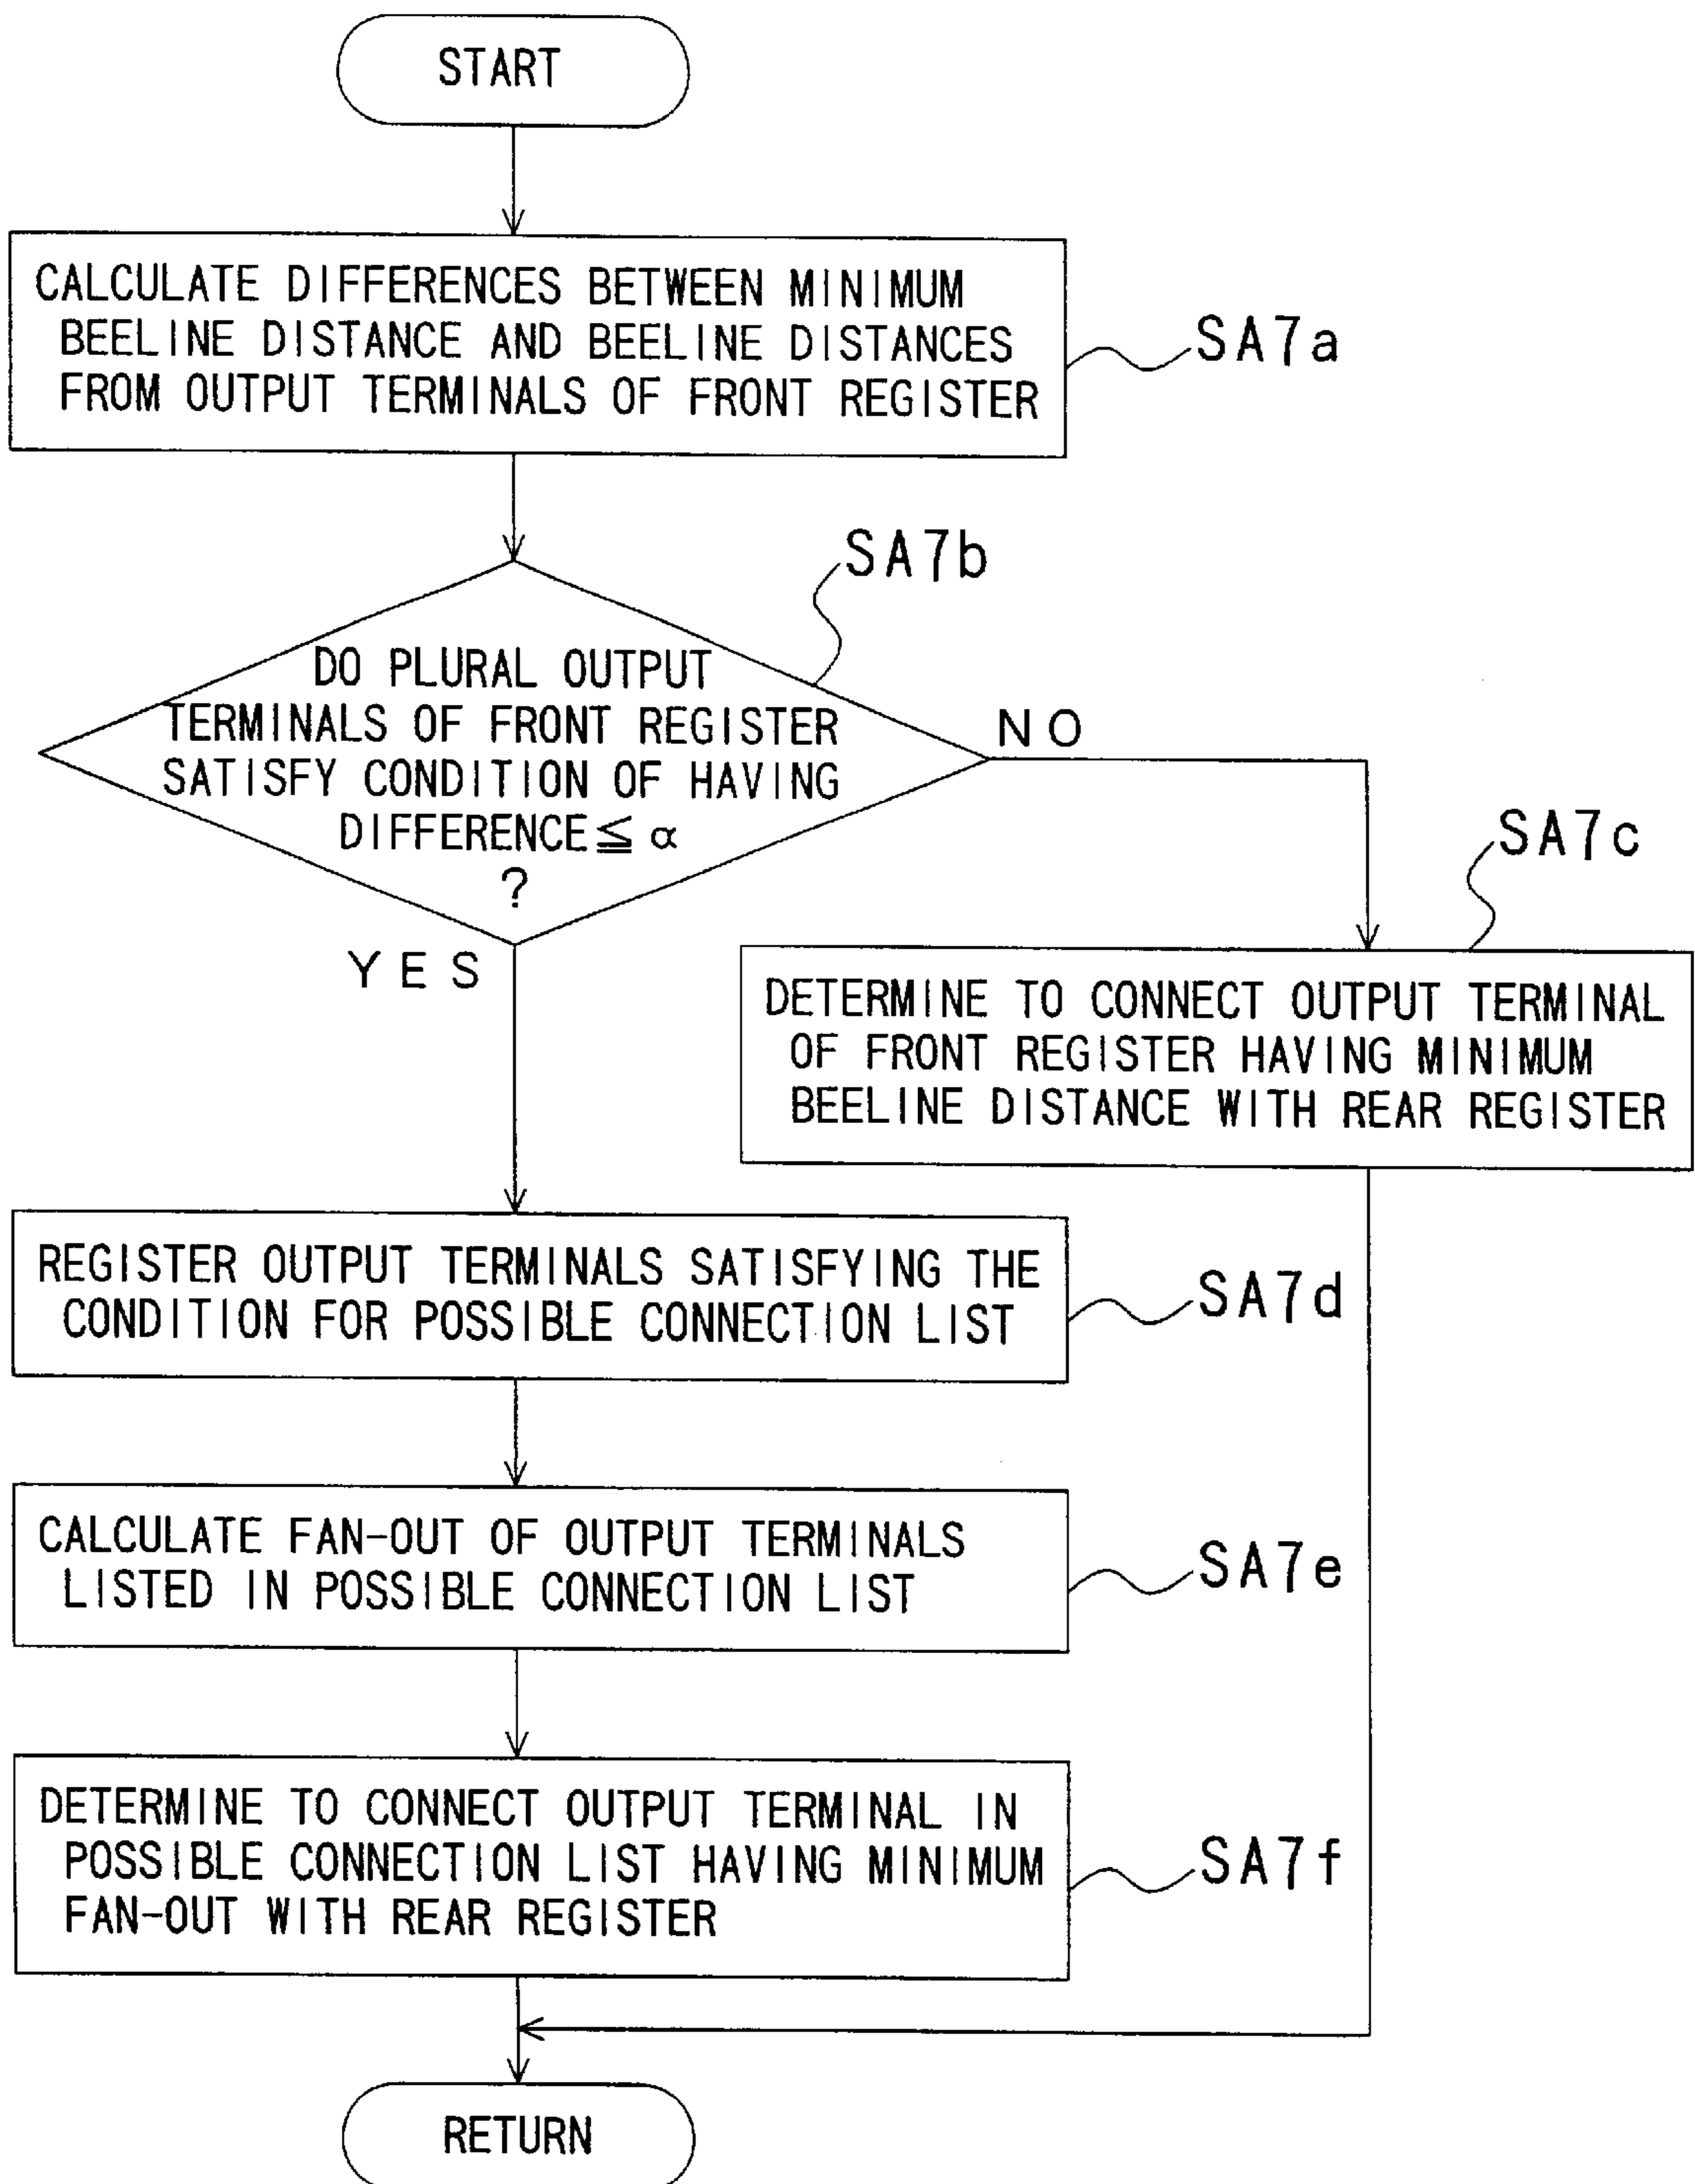 START
CALCULATE DIFFERENCES BETWEEN MINIMUM
BEELINE DISTANCE AND BEELINE DISTANCES
FROM OUTPUT TERMINALS OF FRONT REGISTER
SA7a
SA7b
DO PLURAL OUTPUT
TERMINALS OF FRONT REGISTER
SATISFY CONDITION OF HAVING
DIFFERENCE≦α
?
NO
YES
SA7c
DETERMINE TO CONNECT OUTPUT TERMINAL
OF FRONT REGISTER HAVING MINIMUM
BEELINE DISTANCE WITH REAR REGISTER
REGISTER OUTPUT TERMINALS SATISFYING THE
CONDITION FOR POSSIBLE CONNECTION LIST
SA7d
CALCULATE FAN-OUT OF OUTPUT TERMINALS
LISTED IN POSSIBLE CONNECTION LIST
SA7e
DETERMINE TO CONNECT OUTPUT TERMINAL IN
POSSIBLE CONNECTION LIST HAVING MINIMUM
FAN-OUT WITH REAR REGISTER
SA7f
RETURN